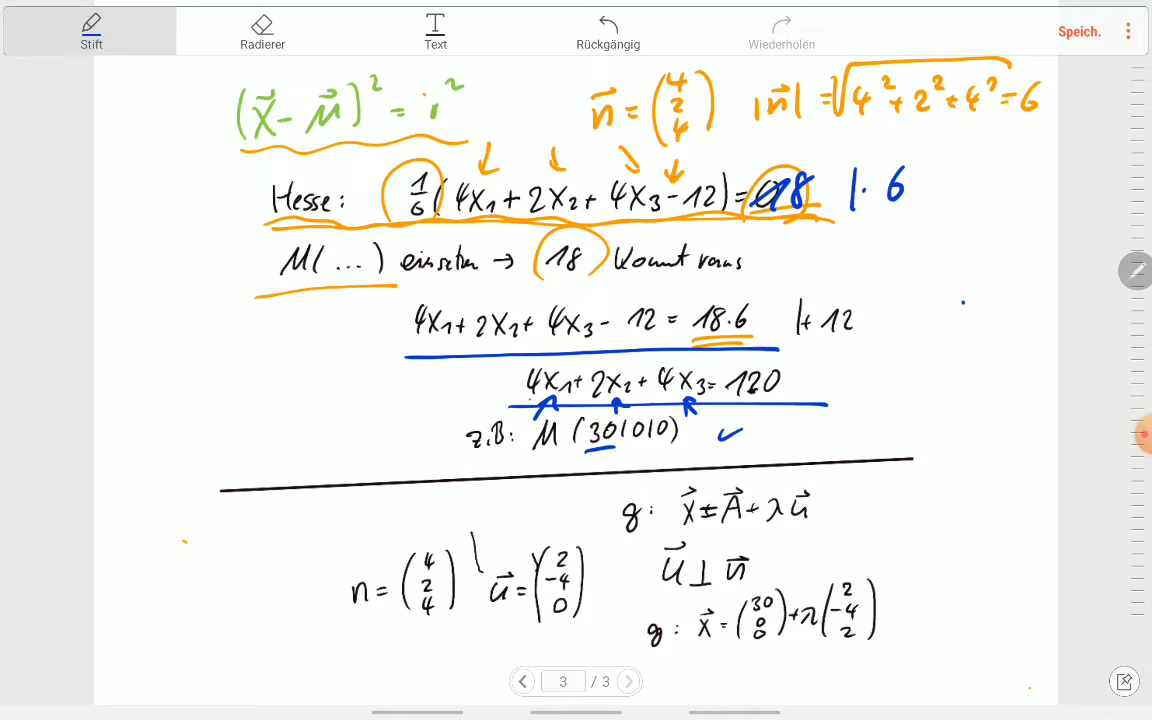 Stift Radierer Text Rückgängig Wiederholen Speich.
(x⃗ - μ⃗)² = r² n⃗ = (4 2 4) |n⃗| = √4² + 2² + 4² = 6
Hesse: 1/6 (4x₁ + 2x₂ + 4x₃ - 12) = 18 |· 6
M(...) einsetzen → 18 kommt raus
4x₁ + 2x₂ + 4x₃ - 12 = 18·6 |+ 12
4x₁ + 2x₂ + 4x₃ = 120
z.B: M (30|0|0) ✓
g: x⃗ = A⃗ + λ u⃗
n = (4 2 4) u⃗ = (2 -4 0) u⃗ ⊥ n⃗
g: x⃗ = (30 0 0) + λ (2 -4 2)
3 / 3